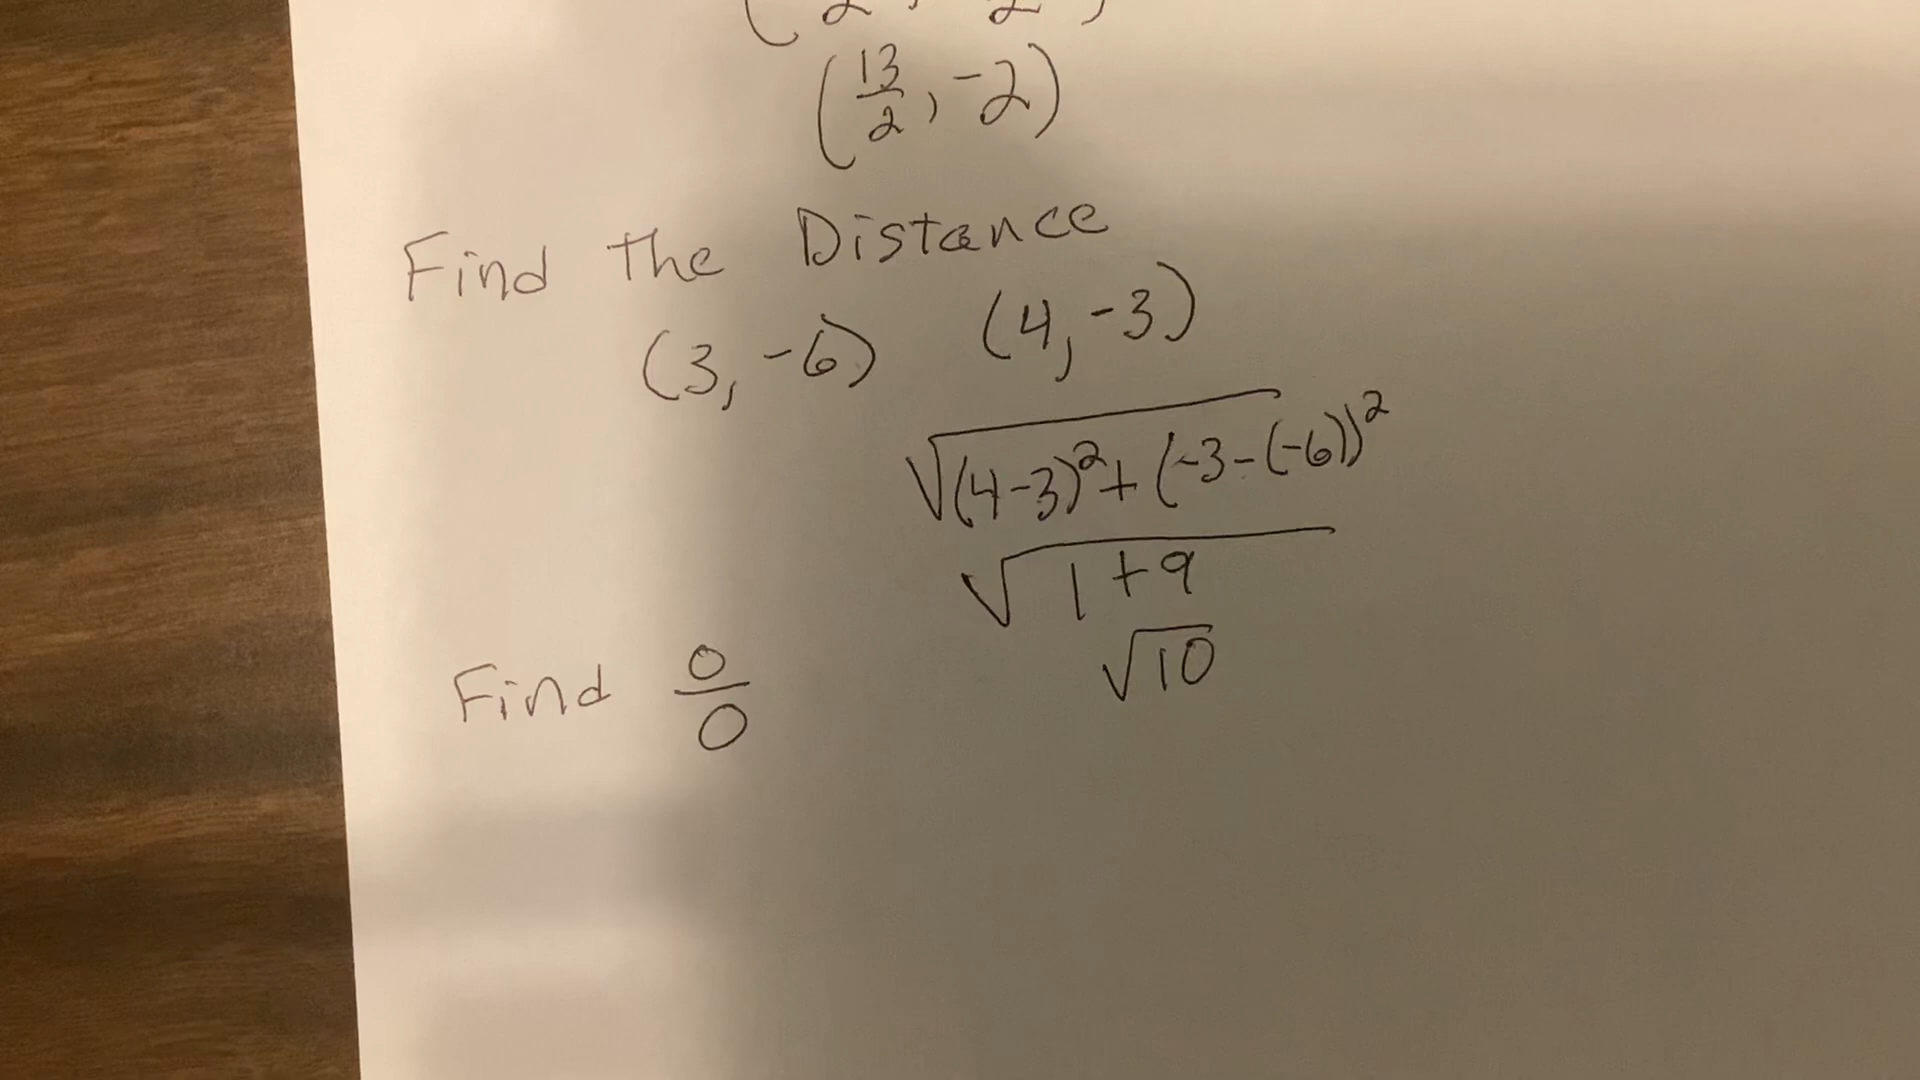 (13/2, -2)
Find the Distance
(3, -6) (4, -3)
√(4-3)²+(-3-(-6))²
√1+9
√10
Find 0/0